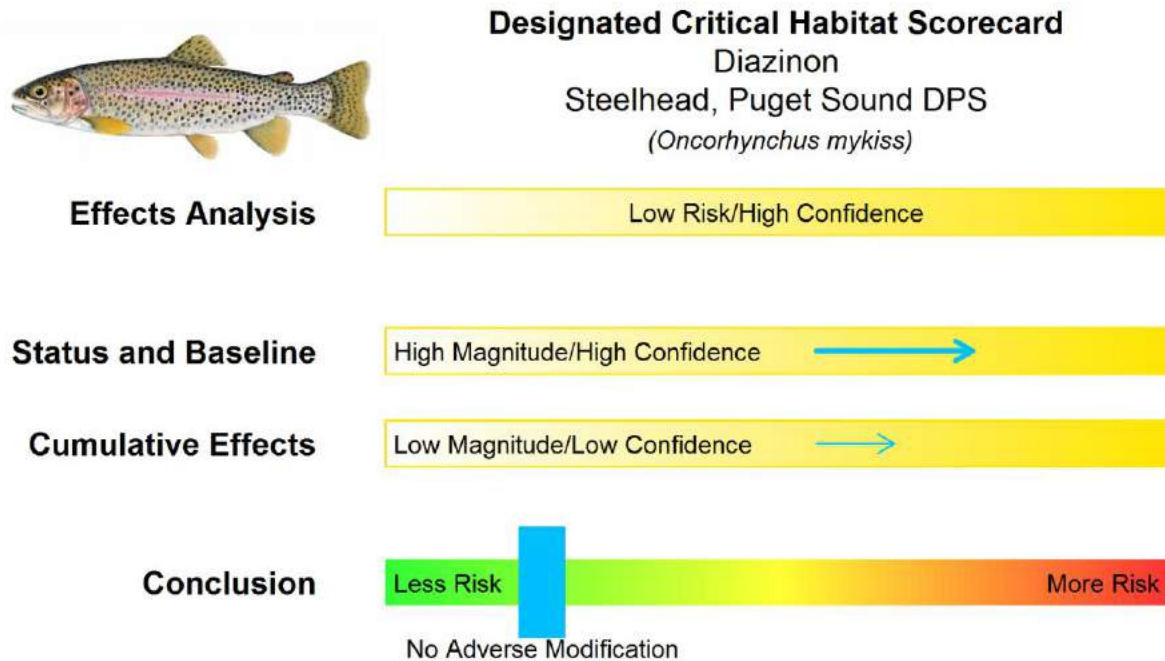 Designated Critical Habitat Scorecard
Diazinon
Steelhead, Puget Sound DPS
(Oncorhynchus mykiss)
Effects Analysis
Low Risk/High Confidence
Status and Baseline
High Magnitude/High Confidence
Cumulative Effects
Low Magnitude/Low Confidence
Conclusion
Less Risk
More Risk
No Adverse Modification